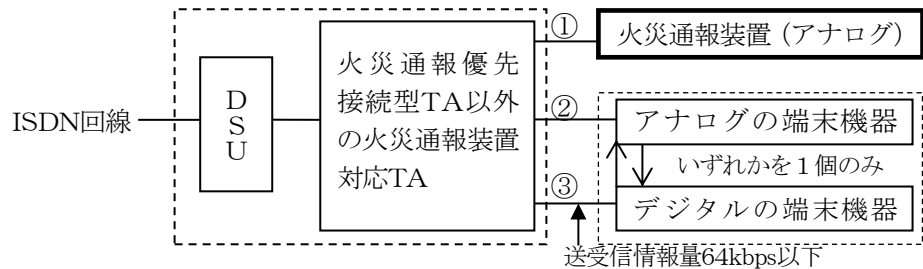 ①
火災通報装置（アナログ）
火災通報優先
接続型TA以外
の火災通報装置
対応TA
DSU
ISDN回線
②
アナログの端末機器
いずれかを１個のみ
③
デジタルの端末機器
送受信情報量64kbps以下